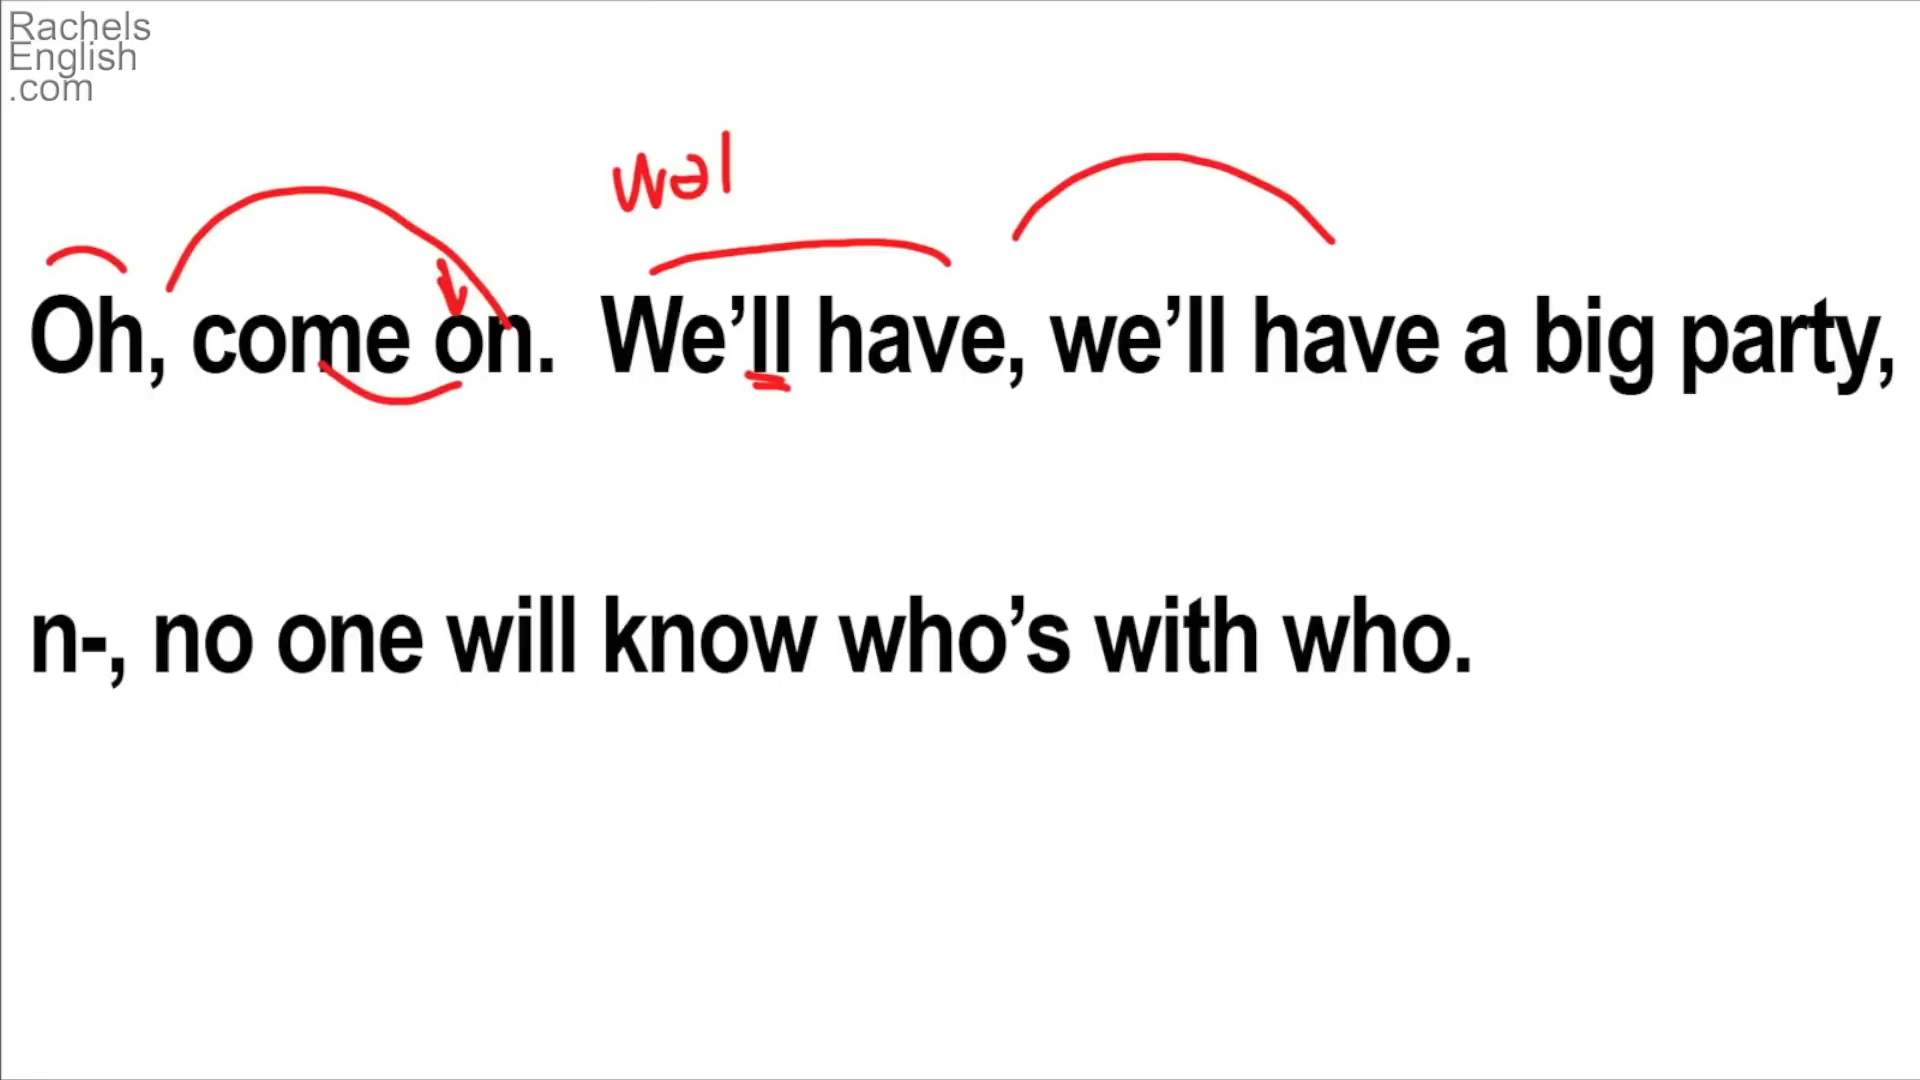 Rachels
English
.com
wəl
Oh, come on. We’ll have, we’ll have a big party,
n-, no one will know who’s with who.